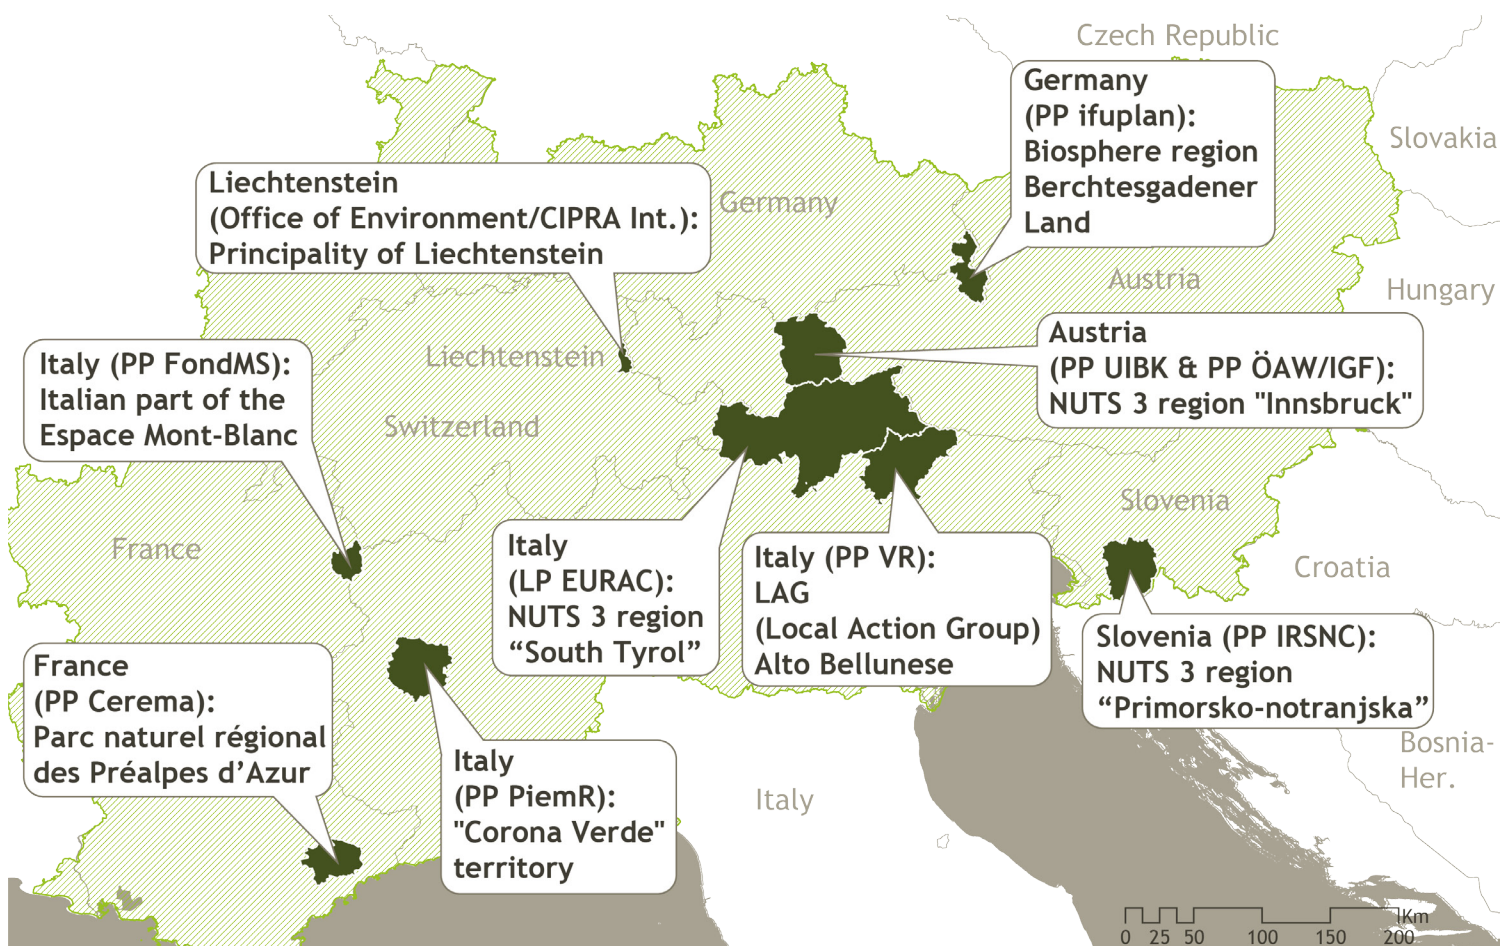 Czech Republic
Germany
(PP ifuplan):
Biosphere region
Berchtesgadener
Land
Slovakia
Liechtenstein
(Office of Environment/CIPRA Int.):
Principality of Liechtenstein
Germany
Austria
Hungary
Austria
(PP UIBK & PP ÖAW/IGF):
NUTS 3 region "Innsbruck"
Liechtenstein
Italy (PP FondMS):
Italian part of the
Espace Mont-Blanc
Switzerland
Slovenia
France
Croatia
Italy
(LP EURAC):
NUTS 3 region
“South Tyrol”
Italy (PP VR):
LAG
(Local Action Group)
Alto Bellunese
Slovenia (PP IRSNC):
NUTS 3 region
“Primorsko-notranjska”
France
(PP Cerema):
Parc naturel régional
des Préalpes d’Azur
Italy
(PP PiemR):
"Corona Verde"
territory
Italy
Bosnia-
Her.
Km
0 25 50 100 150 200